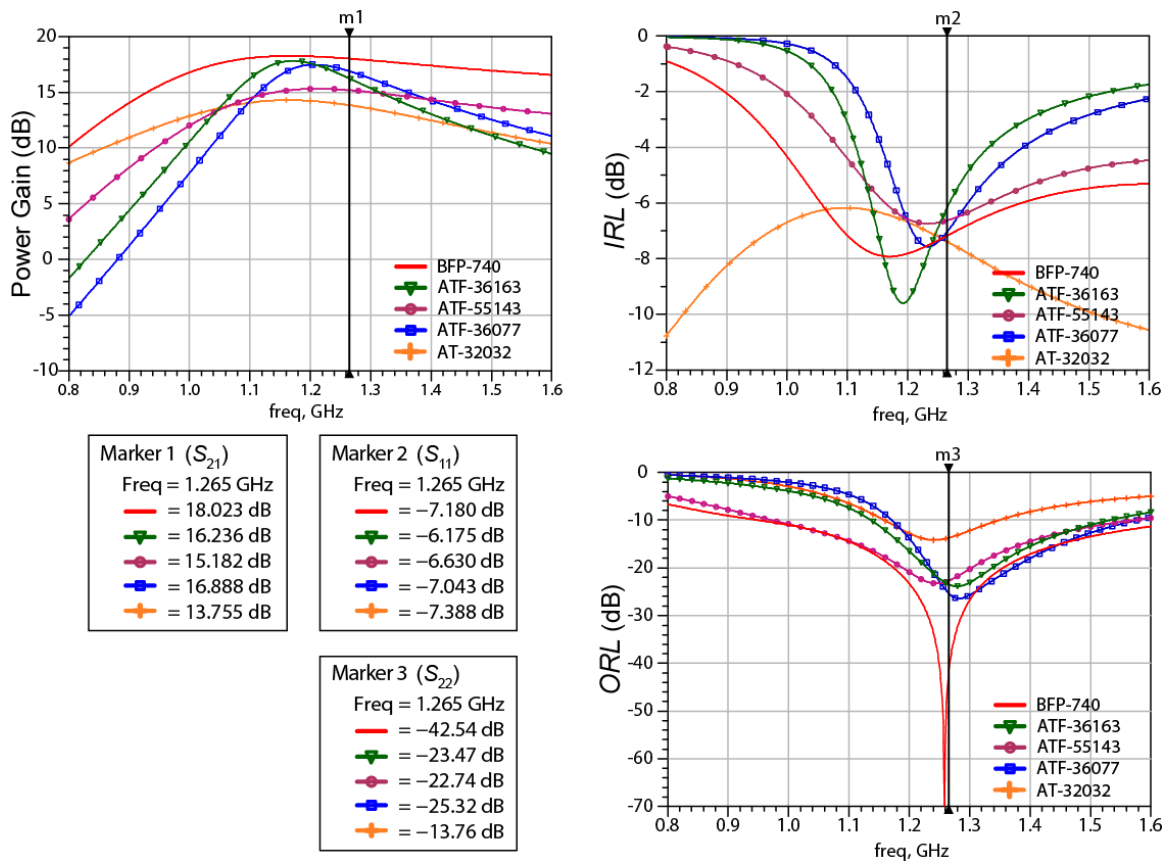 m1
20
15
10
5
0
-5
-10
Power Gain (dB)
BFP-740
ATF-36163
ATF-55143
ATF-36077
AT-32032
0.8 0.9 1.0 1.1 1.2 1.3 1.4 1.5 1.6
freq, GHz
m2
0
-2
-4
-6
-8
-10
-12
IRL (dB)
BFP-740
ATF-36163
ATF-55143
ATF-36077
AT-32032
0.8 0.9 1.0 1.1 1.2 1.3 1.4 1.5 1.6
freq, GHz
Marker 1 (S21)
Freq = 1.265 GHz
= 18.023 dB
= 16.236 dB
= 15.182 dB
= 16.888 dB
= 13.755 dB
Marker 2 (S11)
Freq = 1.265 GHz
= −7.180 dB
= −6.175 dB
= −6.630 dB
= −7.043 dB
= −7.388 dB
Marker 3 (S22)
Freq = 1.265 GHz
= −42.54 dB
= −23.47 dB
= −22.74 dB
= −25.32 dB
= −13.76 dB
m3
0
-10
-20
-30
-40
-50
-60
-70
ORL (dB)
BFP-740
ATF-36163
ATF-55143
ATF-36077
AT-32032
0.8 0.9 1.0 1.1 1.2 1.3 1.4 1.5 1.6
freq, GHz